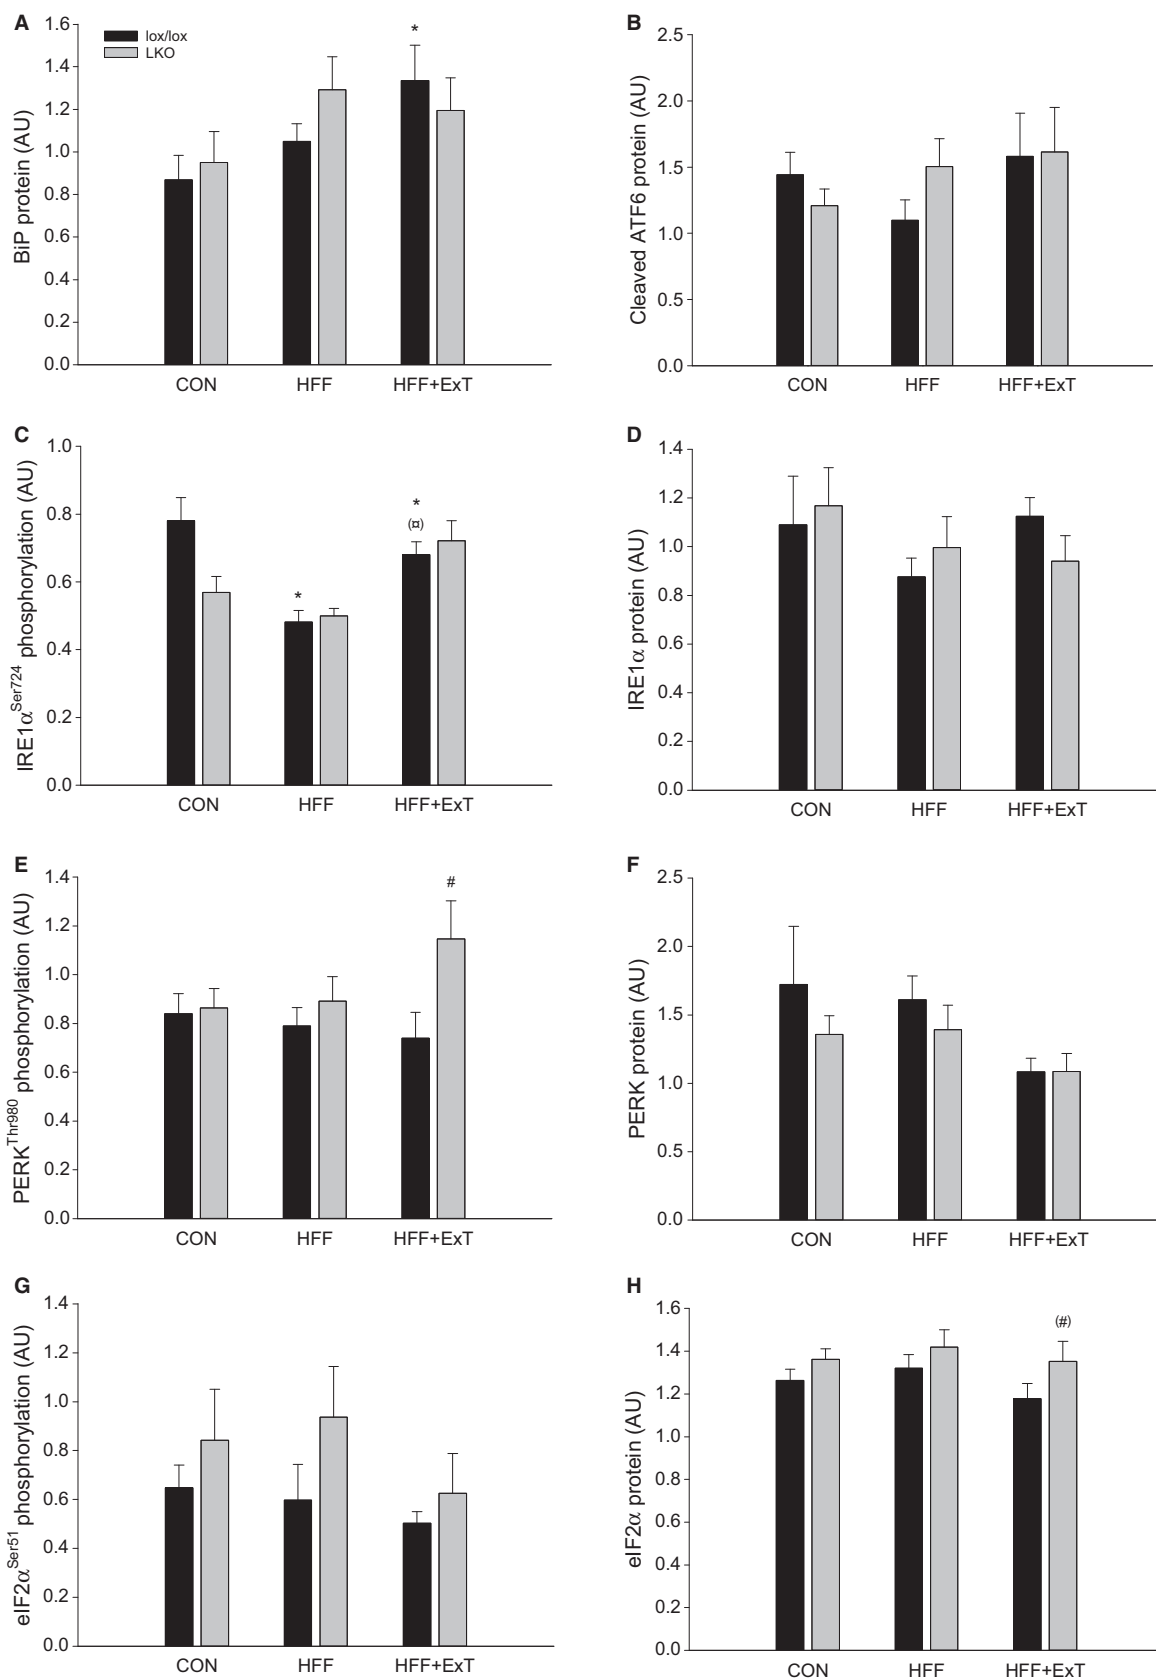 A
BiP protein (AU)
1.6
1.4
1.2
1.0
0.8
0.6
0.4
0.2
0.0
lox/lox
LKO
*
CON HFF HFF+ExT
B
Cleaved ATF6 protein (AU)
2.5
2.0
1.5
1.0
0.5
0.0
CON HFF HFF+ExT
C
IRE1α^Ser724 phosphorylation (AU)
1.0
0.8
0.6
0.4
0.2
0.0
*
*
(¤)
CON HFF HFF+ExT
D
IRE1α protein (AU)
1.4
1.2
1.0
0.8
0.6
0.4
0.2
0.0
CON HFF HFF+ExT
E
PERK^Thr980 phosphorylation (AU)
1.4
1.2
1.0
0.8
0.6
0.4
0.2
0.0
#
CON HFF HFF+ExT
F
PERK protein (AU)
2.5
2.0
1.5
1.0
0.5
0.0
CON HFF HFF+ExT
G
eIF2α^Ser51 phosphorylation (AU)
1.4
1.2
1.0
0.8
0.6
0.4
0.2
0.0
CON HFF HFF+ExT
H
eIF2α protein (AU)
1.6
1.4
1.2
1.0
0.8
0.6
0.4
0.2
0.0
(#)
CON HFF HFF+ExT